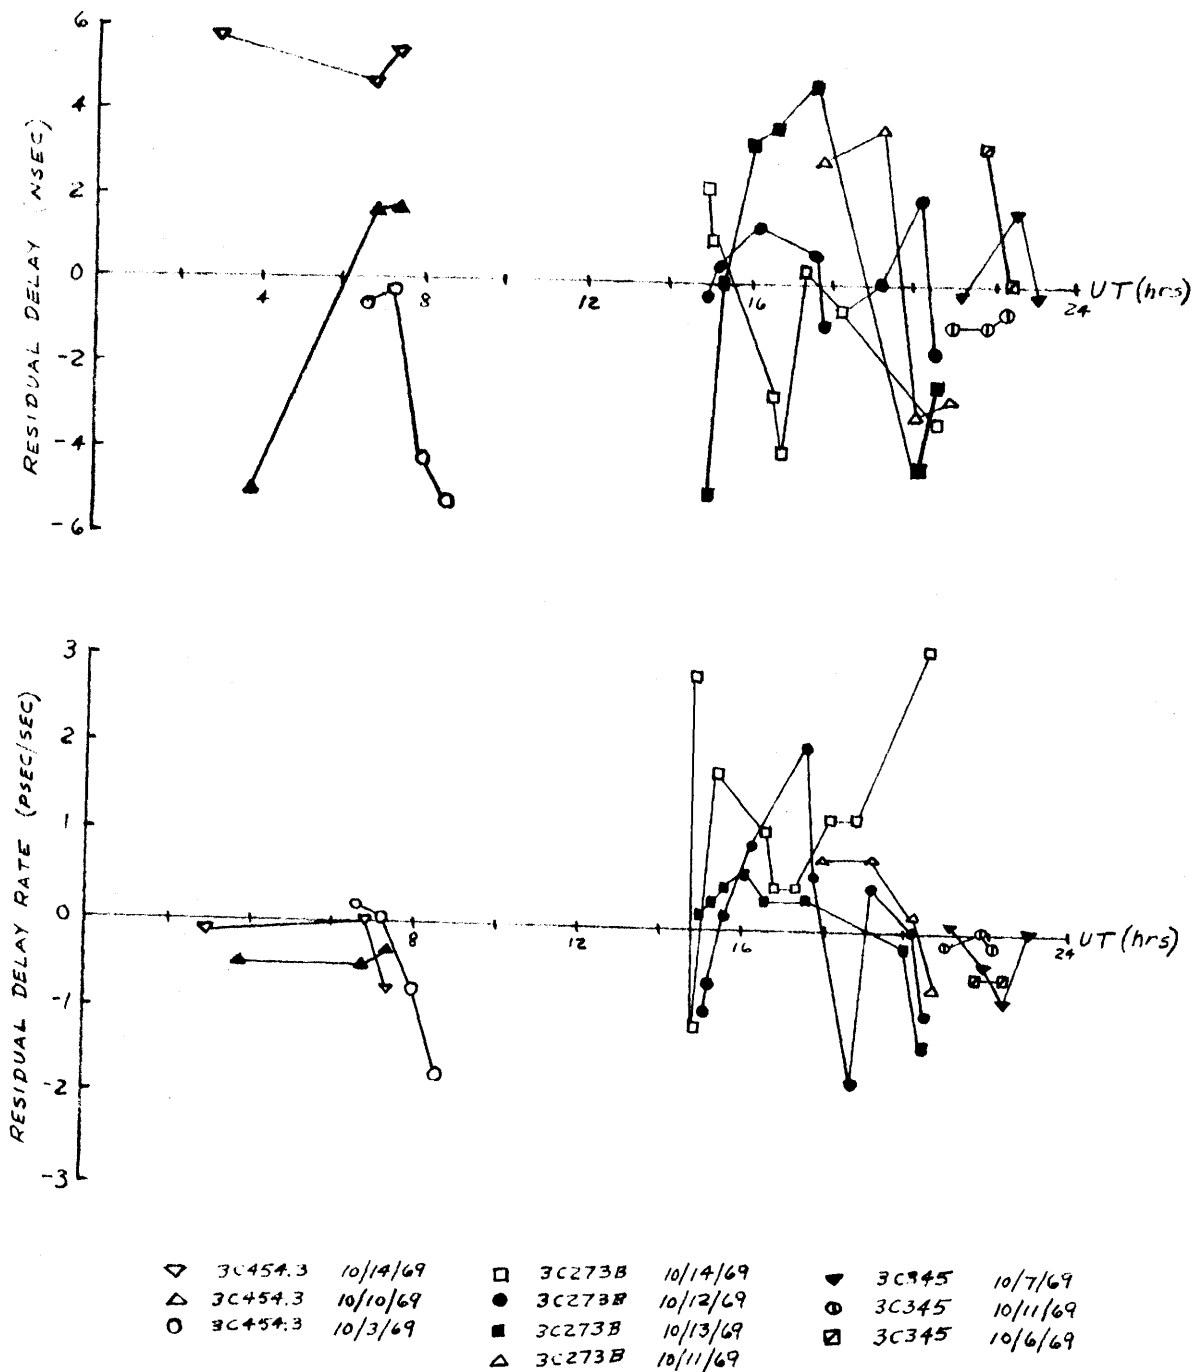 6
4
2
0
-2
-4
-6
RESIDUAL DELAY (NSEC)
4
8
12
16
24
UT (hrs)
3
2
1
0
-1
-2
-3
RESIDUAL DELAY RATE (PSEC/SEC)
8
12
16
24
UT (hrs)
3C454.3 10/14/69
3C454.3 10/10/69
3C454.3 10/3/69
3C273B 10/14/69
3C273B 10/12/69
3C273B 10/13/69
3C273B 10/11/69
3C345 10/7/69
3C345 10/11/69
3C345 10/6/69